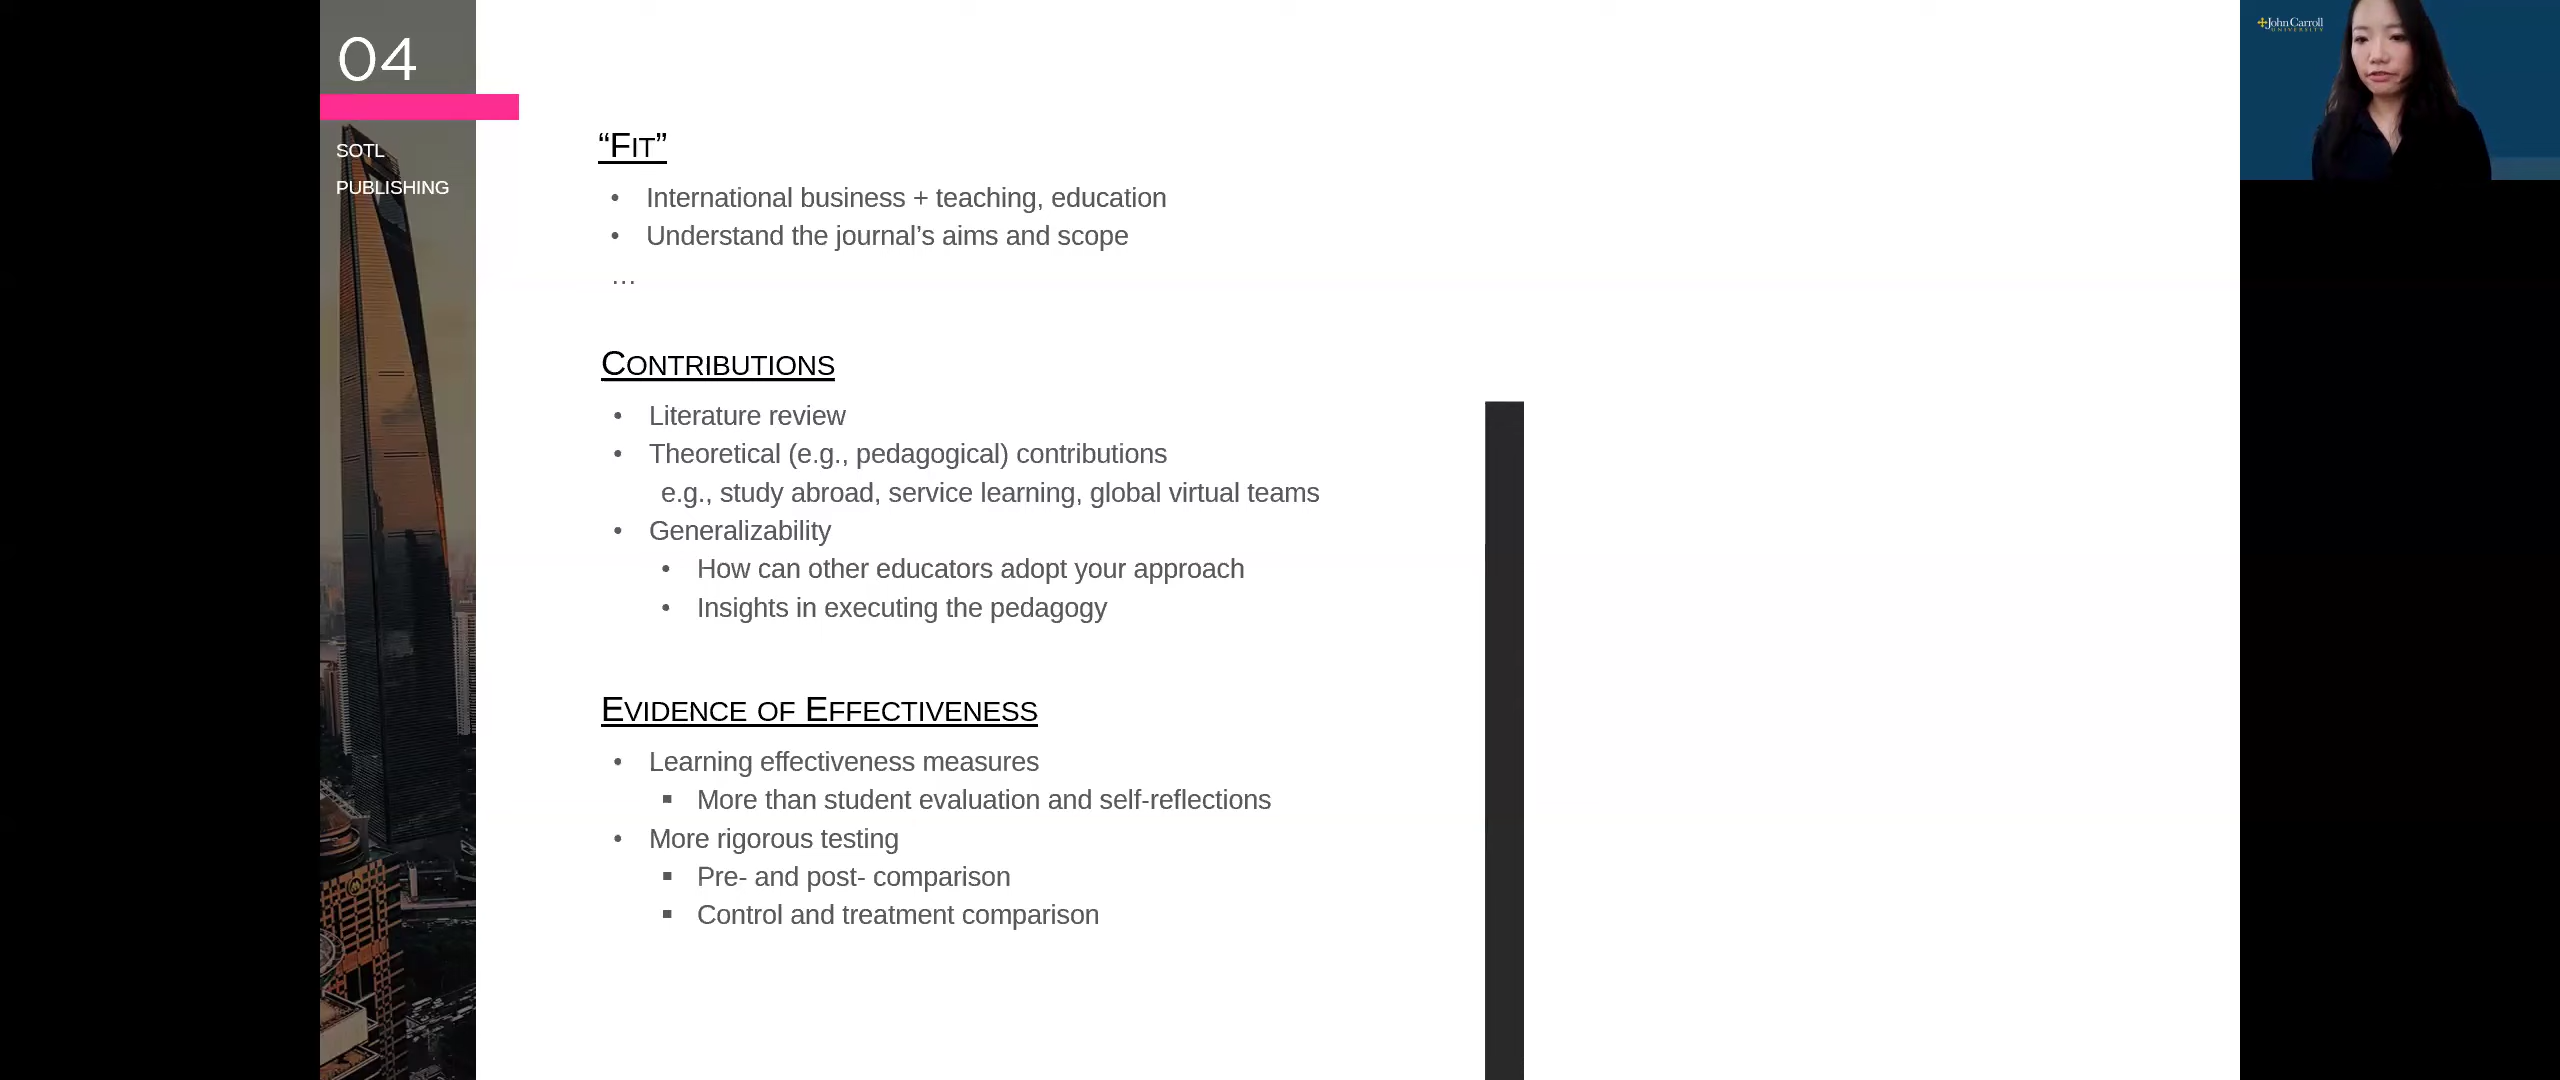 04
SOTL
PUBLISHING
“FIT”
• International business + teaching, education
• Understand the journal’s aims and scope
…
CONTRIBUTIONS
• Literature review
• Theoretical (e.g., pedagogical) contributions
e.g., study abroad, service learning, global virtual teams
• Generalizability
• How can other educators adopt your approach
• Insights in executing the pedagogy
EVIDENCE OF EFFECTIVENESS
• Learning effectiveness measures
▪ More than student evaluation and self-reflections
• More rigorous testing
▪ Pre- and post- comparison
▪ Control and treatment comparison
John Carroll
UNIVERSITY